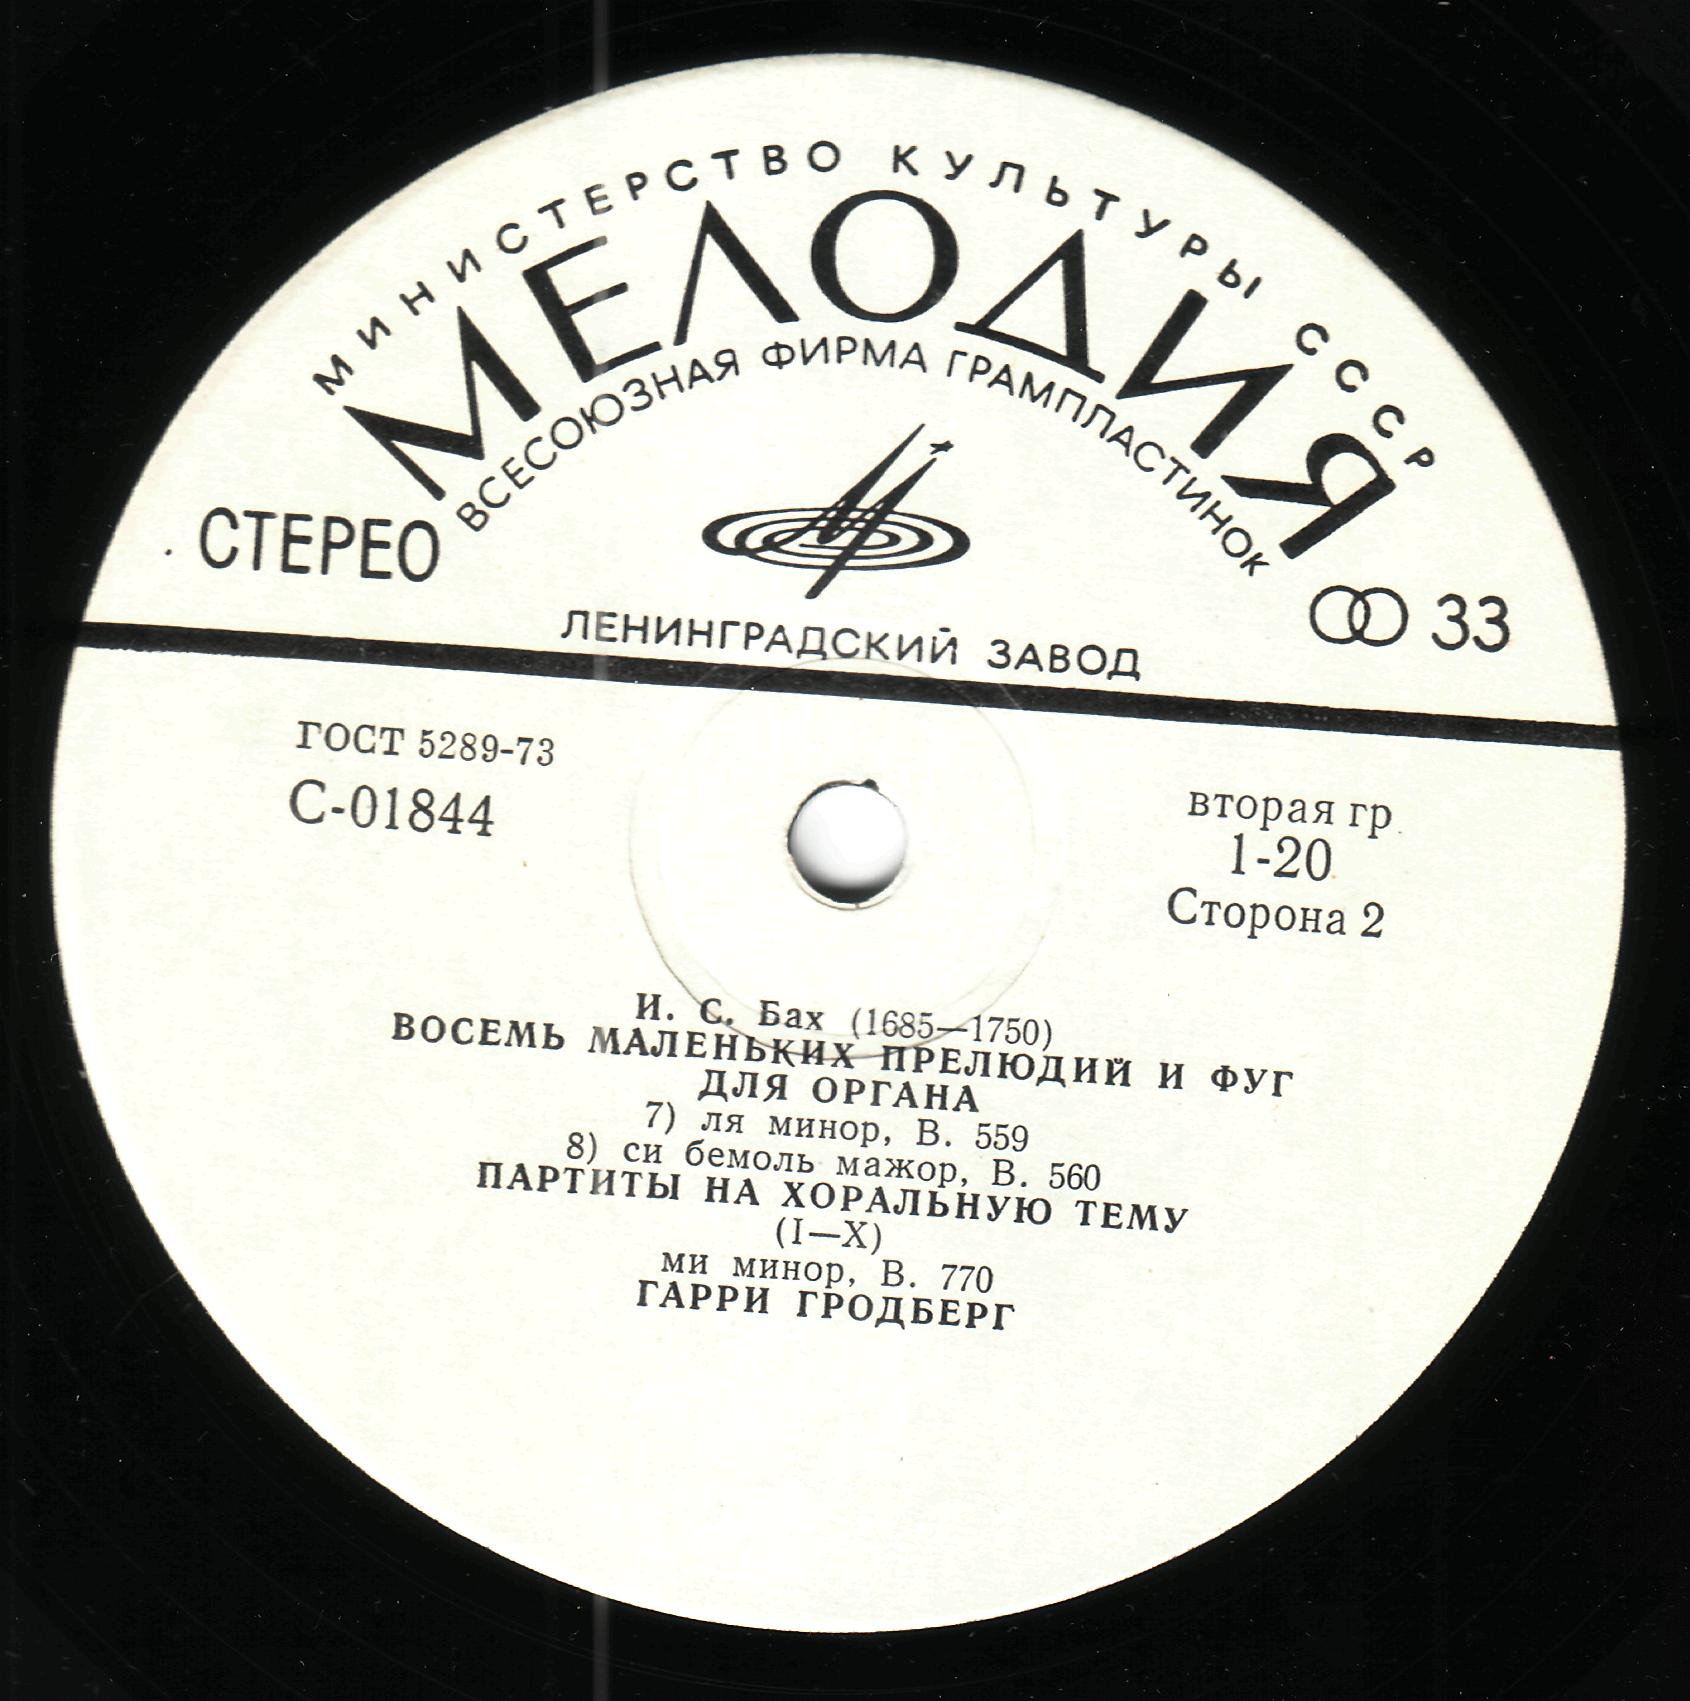 МИНИСТЕРСТВО КУЛЬТУРЫ СССР
МЕЛОДИЯ
ВСЕСОЮЗНАЯ ФИРМА ГРАМПЛАСТИНОК
СТЕРЕО
33
ЛЕНИНГРАДСКИЙ ЗАВОД
ГОСТ 5289-73
С-01844
вторая гр.
1-20
Сторона 2
И. С. Бах (1685—1750)
ВОСЕМЬ МАЛЕНЬКИХ ПРЕЛЮДИЙ И ФУГ
ДЛЯ ОРГАНА
7) ля минор, В. 559
8) си бемоль мажор, В. 560
ПАРТИТЫ НА ХОРАЛЬНУЮ ТЕМУ
(I—X)
ми минор, В. 770
ГАРРИ ГРОДБЕРГ